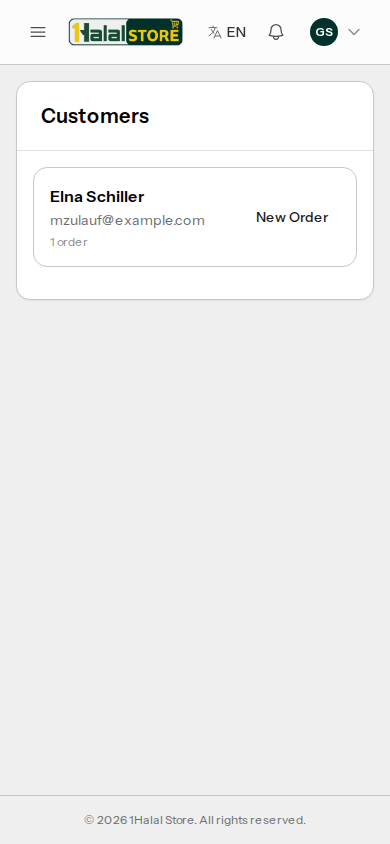 1Halal STORE
EN
GS
Customers
Elna Schiller
mzulauf@example.com
1 order
New Order
© 2026 1Halal Store. All rights reserved.